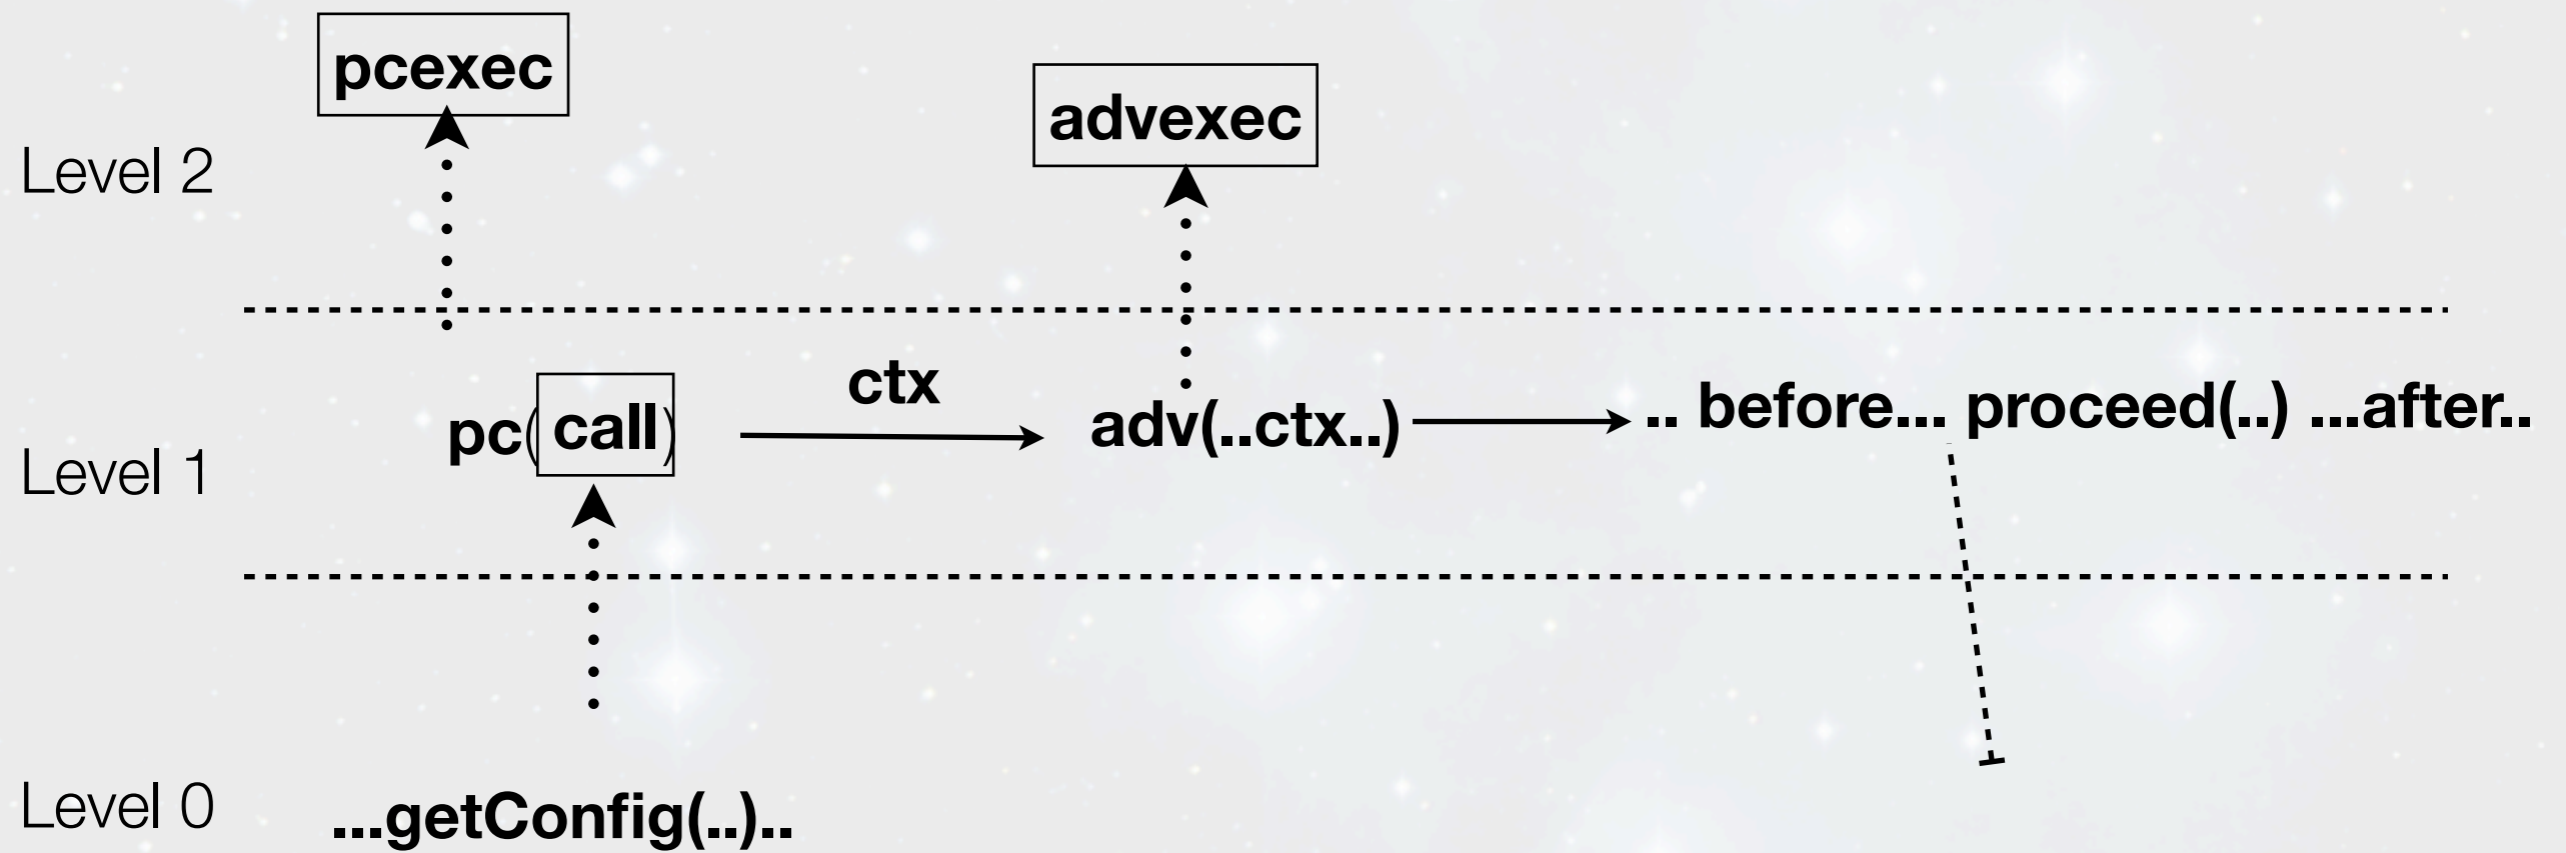 pcexec
advexec
Level 2
ctx
pc( call) adv(..ctx..) .. before... proceed(..) ...after..
Level 1
Level 0 ...getConfig(..)..